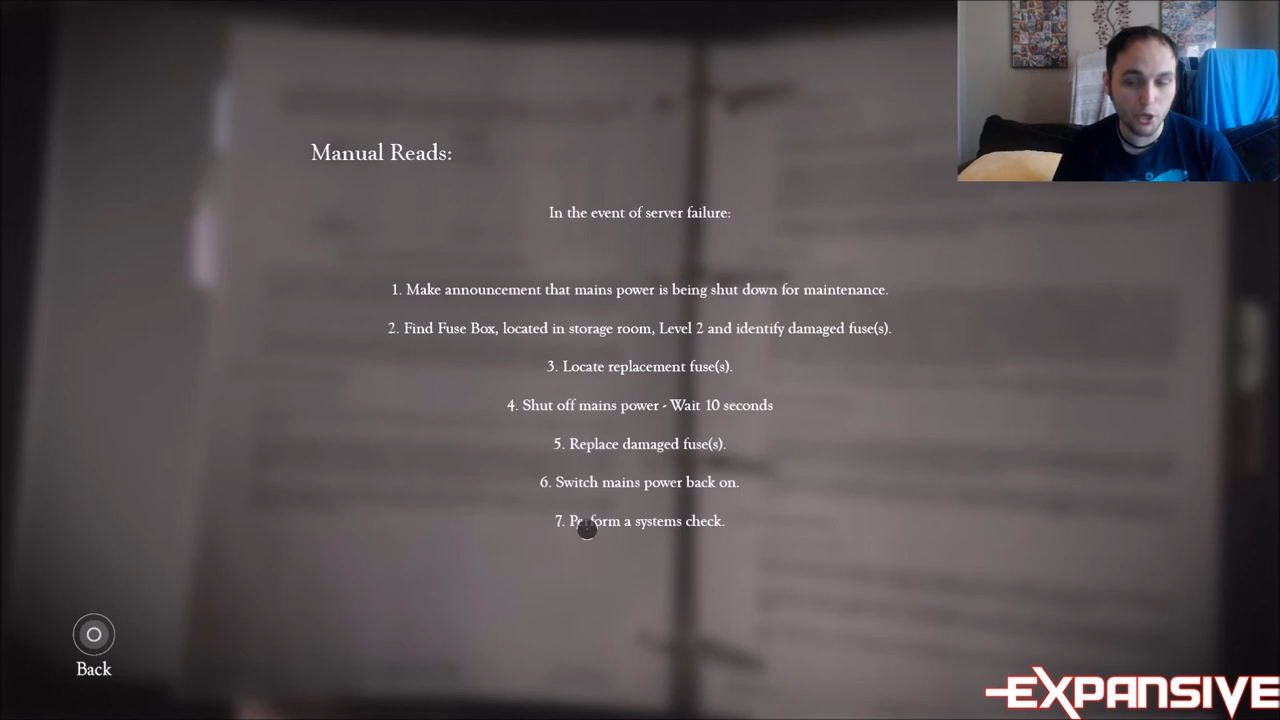 Manual Reads:
In the event of server failure:
1. Make announcement that mains power is being shut down for maintenance.
2. Find Fuse Box, located in storage room, Level 2 and identify damaged fuse(s).
3. Locate replacement fuse(s).
4. Shut off mains power - Wait 10 seconds
5. Replace damaged fuse(s).
6. Switch mains power back on.
7. Perform a systems check.
Back
EXPANSIVE